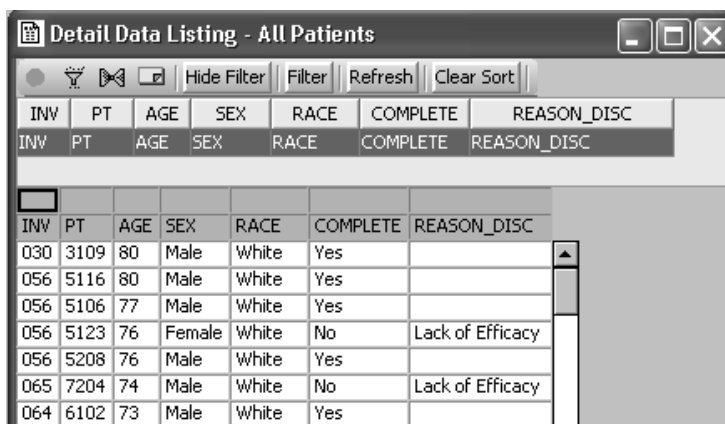 Detail Data Listing - All Patients
Hide Filter Filter Refresh Clear Sort
INV PT AGE SEX RACE COMPLETE REASON_DISC
INV PT AGE SEX RACE COMPLETE REASON_DISC
INV PT AGE SEX RACE COMPLETE REASON_DISC
030 3109 80 Male White Yes
056 5116 80 Male White Yes
056 5106 77 Male White Yes
056 5123 76 Female White No Lack of Efficacy
056 5208 76 Male White Yes
065 7204 74 Male White No Lack of Efficacy
064 6102 73 Male White Yes